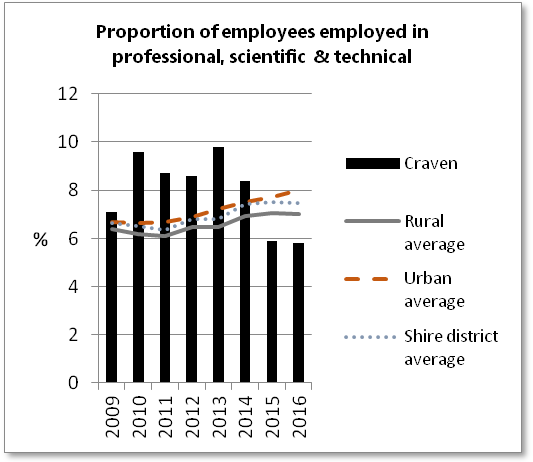 Proportion of employees employed in
professional, scientific & technical
12
10
8
6
4
2
0
%
2009
2010
2011
2012
2013
2014
2015
2016
Craven
Rural
average
Urban
average
Shire district
average